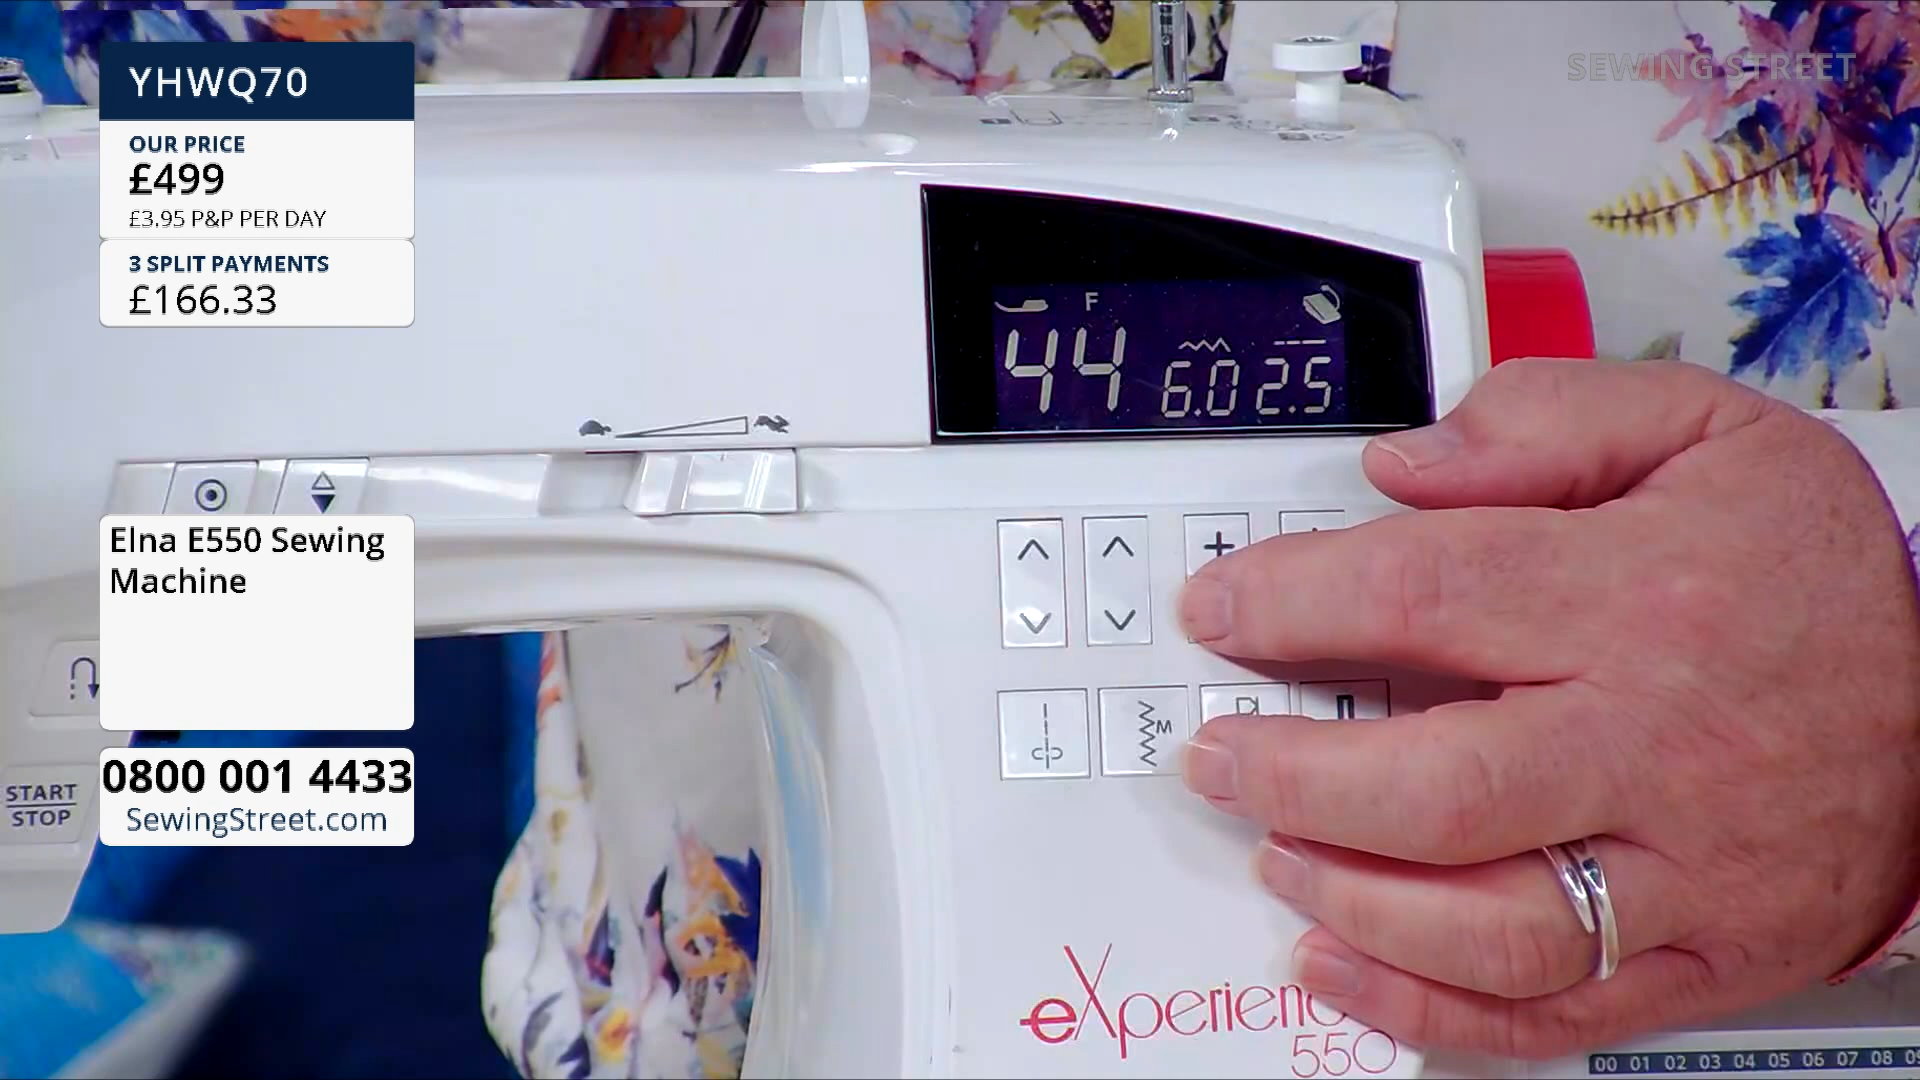 YHWQ70
OUR PRICE
£499
£3.95 P&P PER DAY
3 SPLIT PAYMENTS
£166.33
Elna E550 Sewing
Machine
0800 001 4433
SewingStreet.com
SEWING STREET
F
44 6.0 2.5
+
M
START
STOP
550
00 01 02 03 04 05 06 07 08